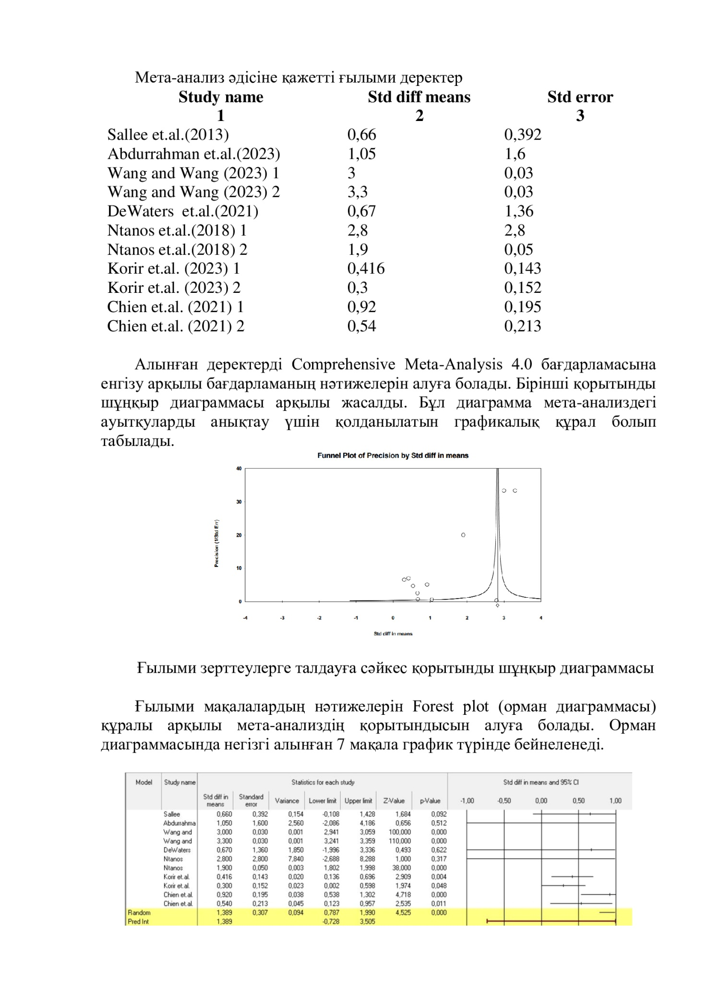 Мета-анализ әдісіне қажетті ғылыми деректер
Study name Std diff means Std error
1 2 3
Sallee et.al.(2013) 0,66 0,392
Abdurrahman et.al.(2023) 1,05 1,6
Wang and Wang (2023) 1 3 0,03
Wang and Wang (2023) 2 3,3 0,03
DeWaters et.al.(2021) 0,67 1,36
Ntanos et.al.(2018) 1 2,8 2,8
Ntanos et.al.(2018) 2 1,9 0,05
Korir et.al. (2023) 1 0,416 0,143
Korir et.al. (2023) 2 0,3 0,152
Chien et.al. (2021) 1 0,92 0,195
Chien et.al. (2021) 2 0,54 0,213
Алынған деректерді Comprehensive Meta-Analysis 4.0 бағдарламасына
енгізу арқылы бағдарламаның нәтижелерін алуға болады. Бірінші қорытынды
шұңқыр диаграммасы арқылы жасалды. Бұл диаграмма мета-анализдегі
ауытқуларды анықтау үшін қолданылатын графикалық құрал болып
табылады.
Funnel Plot of Precision by Std diff in means
40
30
20
10
0
Precision (1/Std Err)
-4 -3 -2 -1 0 1 2 3 4
Std diff in means
Ғылыми зерттеулерге талдауға сәйкес қорытынды шұңқыр диаграммасы
Ғылыми мақалалардың нәтижелерін Forest plot (орман диаграммасы)
құралы арқылы мета-анализдің қорытындысын алуға болады. Орман
диаграммасында негізгі алынған 7 мақала график түрінде бейнеленеді.
Model Study name Statistics for each study Std diff in means and 95% CI
Std diff in means Standard error Variance Lower limit Upper limit Z-Value p-Value -1,00 -0,50 0,00 0,50 1,00
Sallee 0,660 0,392 0,154 -0,108 1,428 1,684 0,092
Abdurrahma 1,050 1,600 2,560 -2,086 4,186 0,656 0,512
Wang and 3,000 0,030 0,001 2,941 3,059 100,000 0,000
Wang and 3,300 0,030 0,001 3,241 3,359 110,000 0,000
DeWaters 0,670 1,360 1,850 -1,996 3,336 0,493 0,622
Ntanos 2,800 2,800 7,840 -2,688 8,288 1,000 0,317
Ntanos 1,900 0,050 0,003 1,802 1,998 38,000 0,000
Korir et.al. 0,416 0,143 0,020 0,136 0,696 2,909 0,004
Korir et.al. 0,300 0,152 0,023 0,002 0,598 1,974 0,048
Chien et.al. 0,920 0,195 0,038 0,538 1,302 4,718 0,000
Chien et.al. 0,540 0,213 0,045 0,123 0,957 2,535 0,011
Random 1,389 0,307 0,094 0,787 1,990 4,525 0,000
Pred Int 1,389 -0,728 3,505